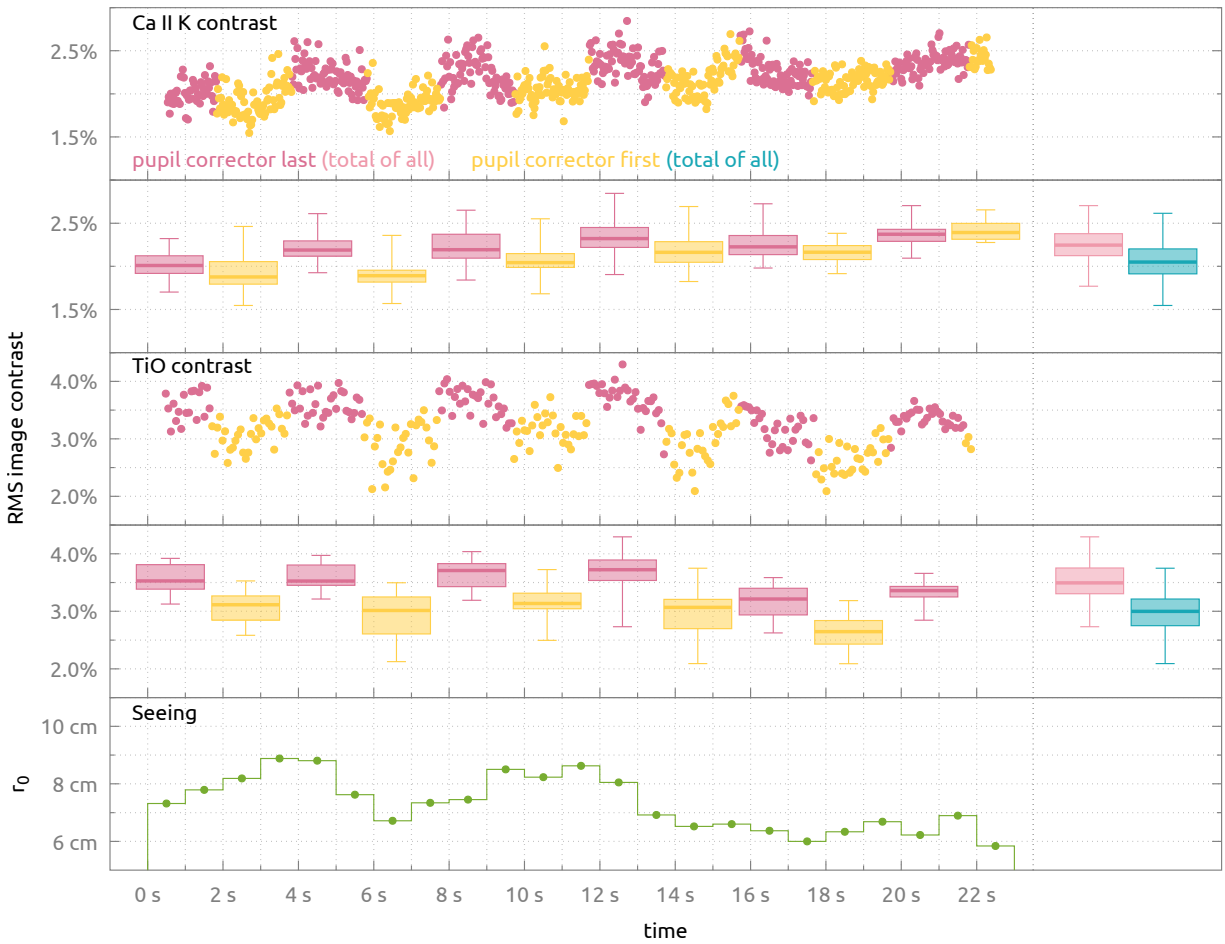 Ca II K contrast
2.5%
1.5%
pupil corrector last (total of all) pupil corrector first (total of all)
2.5%
1.5%
RMS image contrast
TiO contrast
4.0%
3.0%
2.0%
4.0%
3.0%
2.0%
Seeing
10 cm
8 cm
6 cm
r0
0 s 2 s 4 s 6 s 8 s 10 s 12 s 14 s 16 s 18 s 20 s 22 s
time